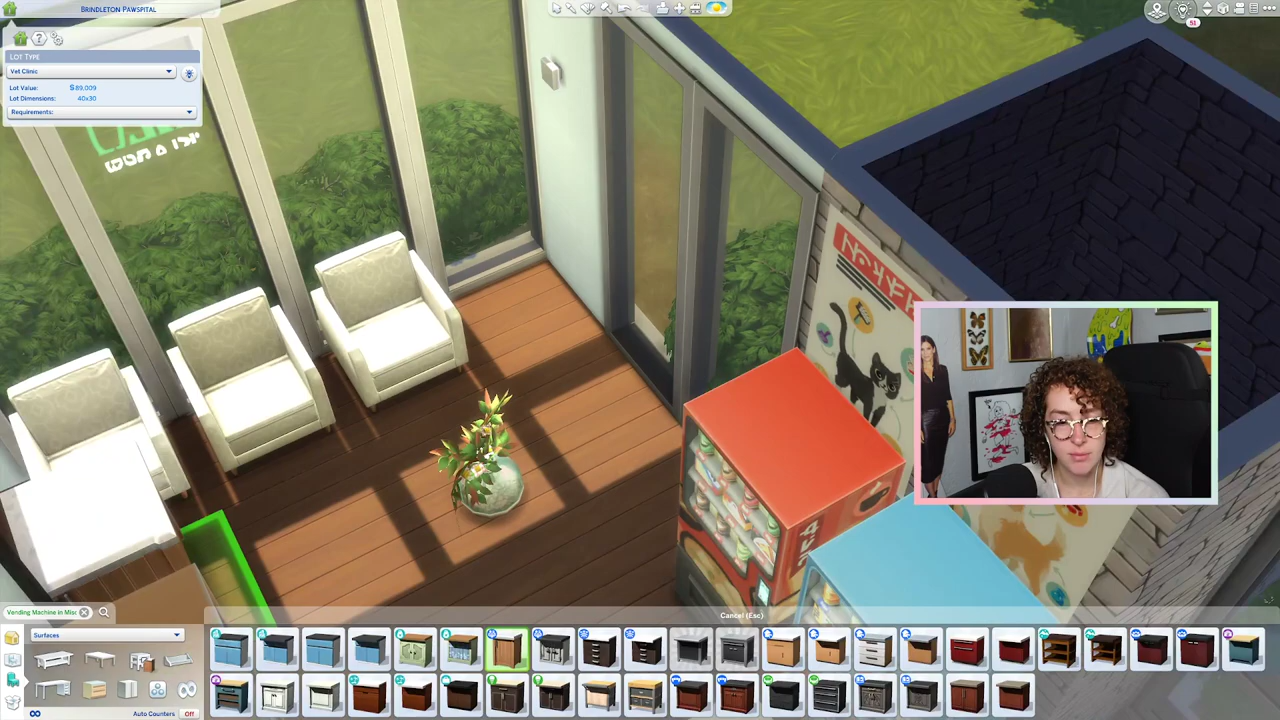 BRINDLETON PAWSPITAL
51
LOT TYPE
Vet Clinic
Lot Value: §89,009
Lot Dimensions: 40x30
Requirements:
Cancel (Esc)
Vending Machine in Misc
Surfaces
Auto Counters Off